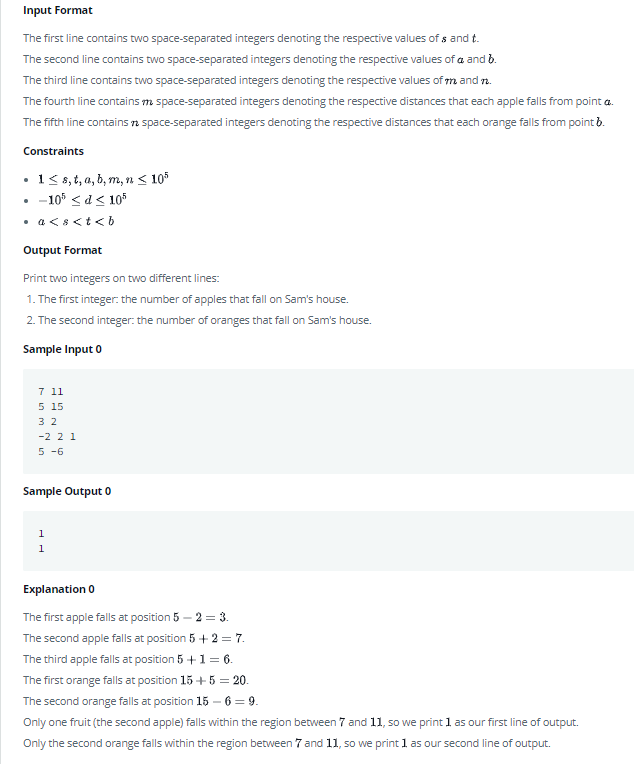 Input Format
The first line contains two space-separated integers denoting the respective values of s and t.
The second line contains two space-separated integers denoting the respective values of a and b.
The third line contains two space-separated integers denoting the respective values of m and n.
The fourth line contains m space-separated integers denoting the respective distances that each apple falls from point a.
The fifth line contains n space-separated integers denoting the respective distances that each orange falls from point b.
Constraints
• 1 ≤ s, t, a, b, m, n ≤ 10⁵
• −10⁵ ≤ d ≤ 10⁵
• a < s < t < b
Output Format
Print two integers on two different lines:
1. The first integer: the number of apples that fall on Sam's house.
2. The second integer: the number of oranges that fall on Sam's house.
Sample Input 0
7 11
5 15
3 2
-2 2 1
5 -6
Sample Output 0
1
1
Explanation 0
The first apple falls at position 5 − 2 = 3.
The second apple falls at position 5 + 2 = 7.
The third apple falls at position 5 + 1 = 6.
The first orange falls at position 15 + 5 = 20.
The second orange falls at position 15 − 6 = 9.
Only one fruit (the second apple) falls within the region between 7 and 11, so we print 1 as our first line of output.
Only the second orange falls within the region between 7 and 11, so we print 1 as our second line of output.